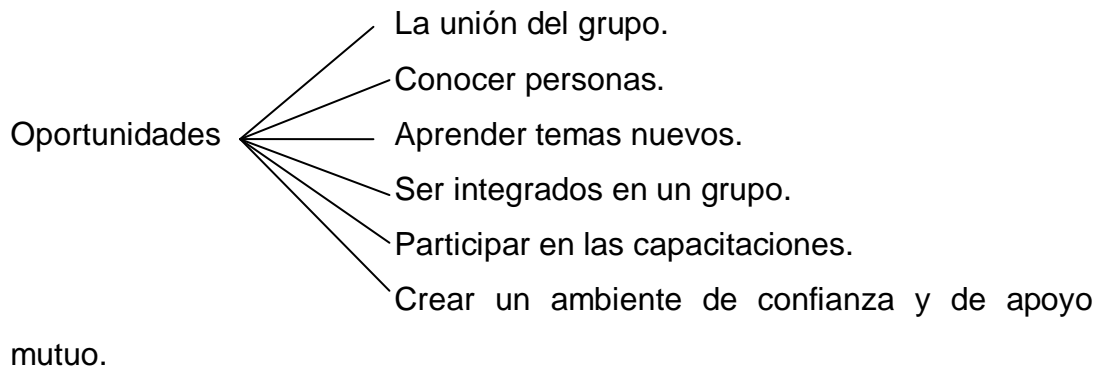 La unión del grupo.
Conocer personas.
Oportunidades Aprender temas nuevos.
Ser integrados en un grupo.
Participar en las capacitaciones.
Crear un ambiente de confianza y de apoyo
mutuo.